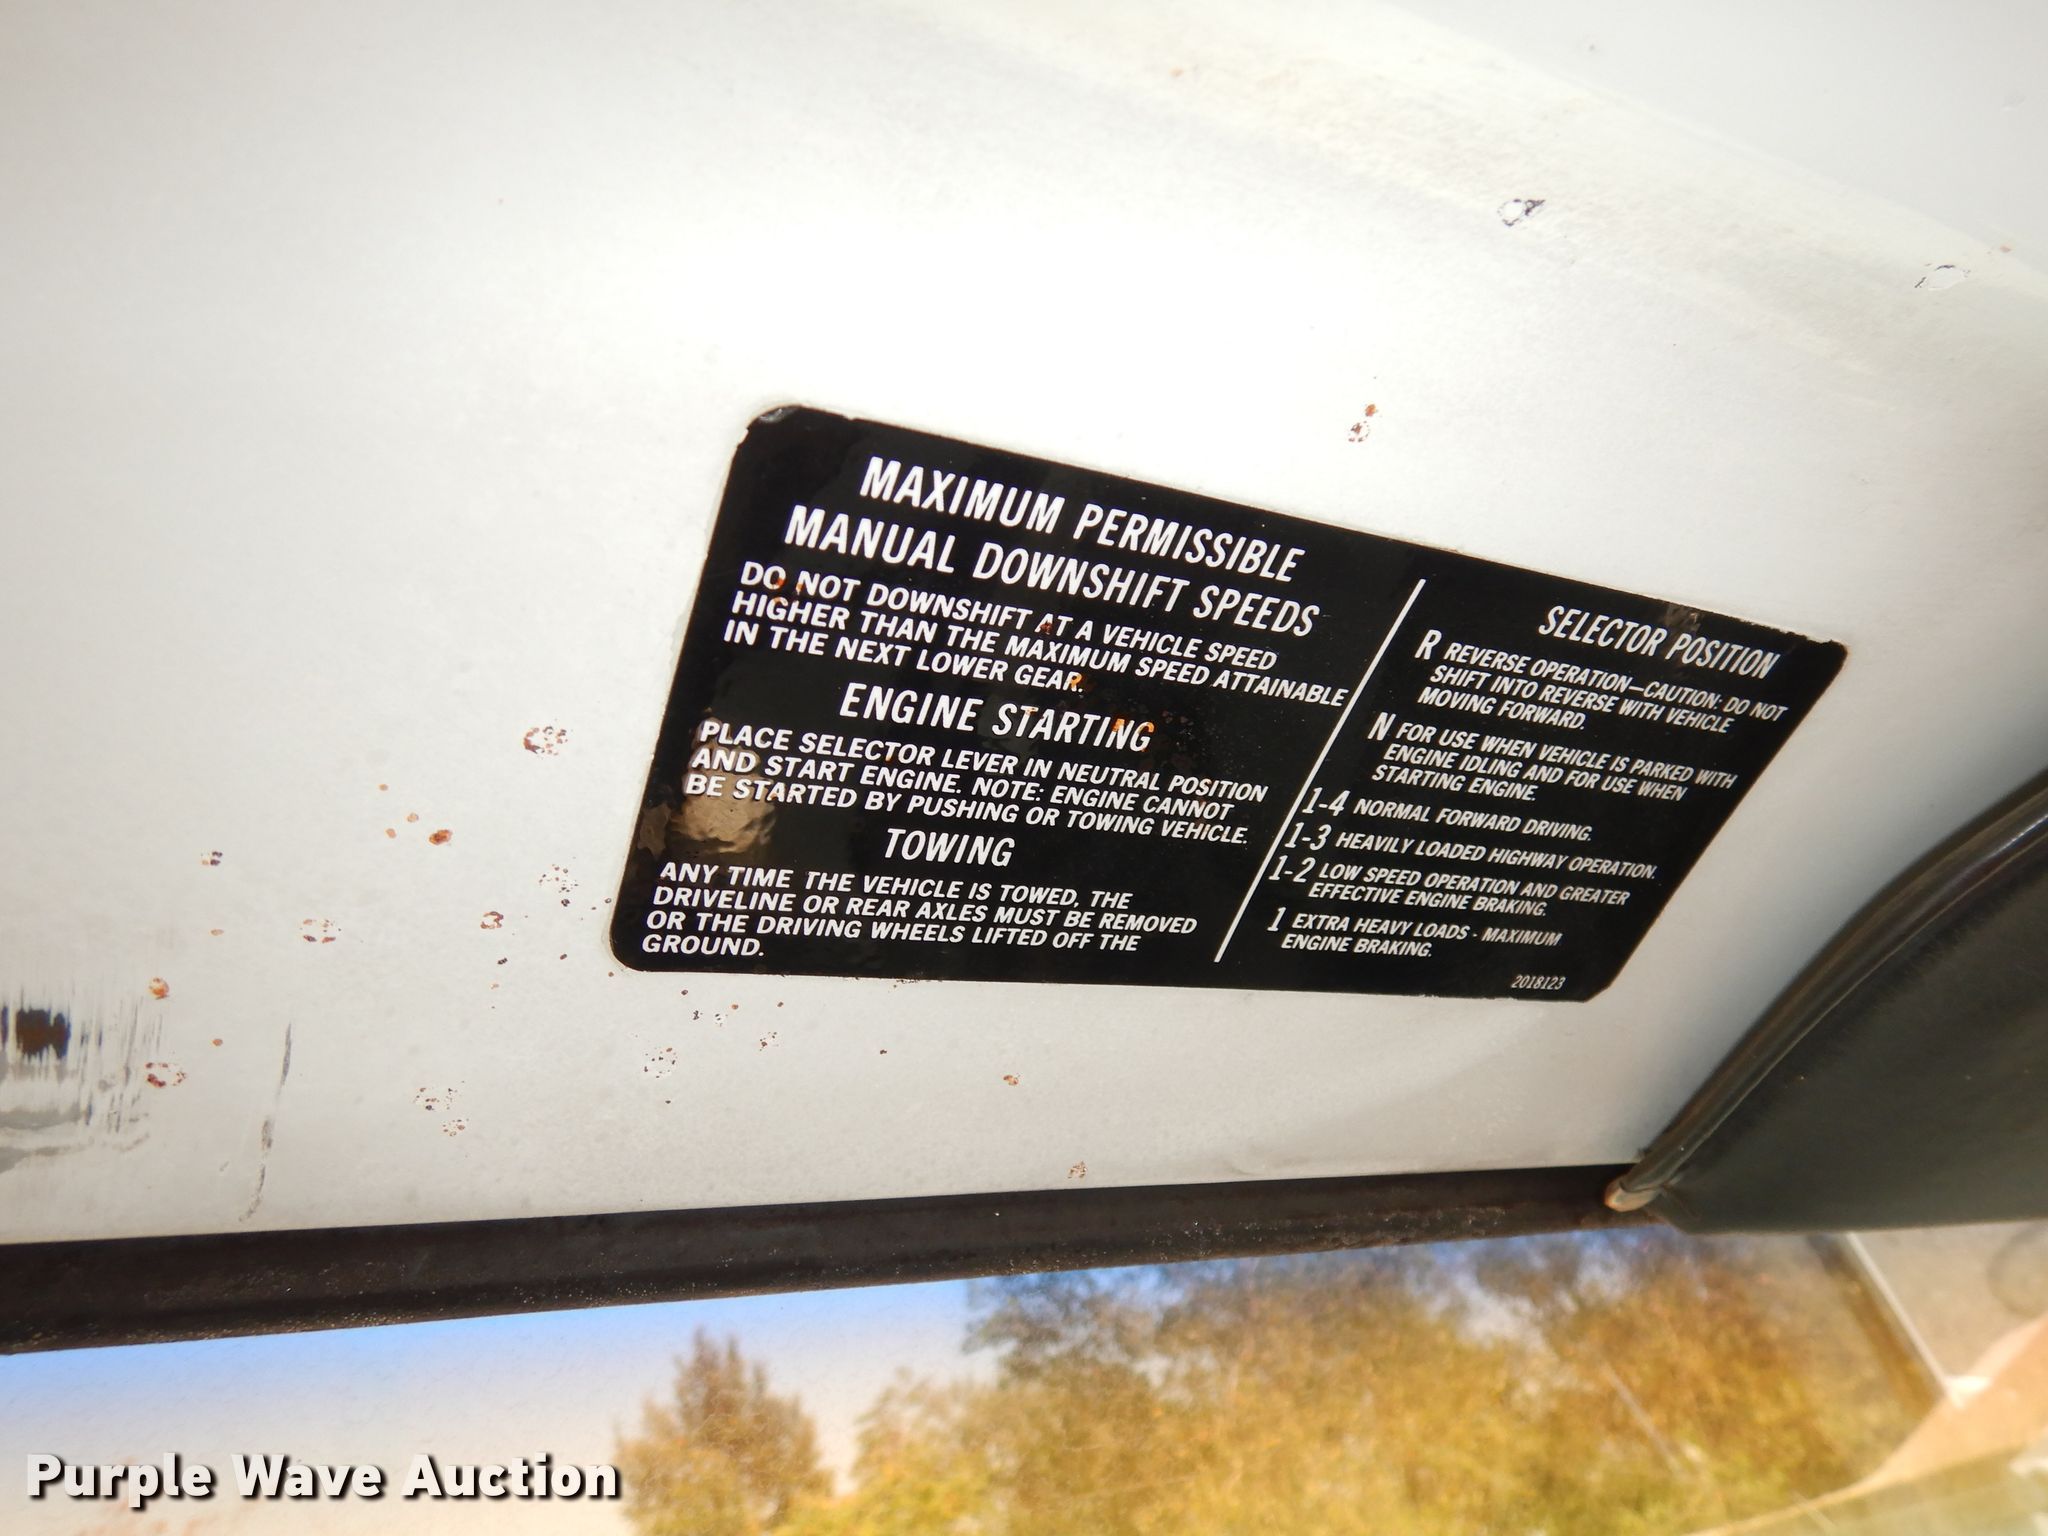 MAXIMUM PERMISSIBLE
MANUAL DOWNSHIFT SPEEDS
DO NOT DOWNSHIFT AT A VEHICLE SPEED
HIGHER THAN THE MAXIMUM SPEED ATTAINABLE
IN THE NEXT LOWER GEAR.
ENGINE STARTING
PLACE SELECTOR LEVER IN NEUTRAL POSITION
AND START ENGINE. NOTE: ENGINE CANNOT
BE STARTED BY PUSHING OR TOWING VEHICLE.
TOWING
ANY TIME THE VEHICLE IS TOWED, THE
DRIVELINE OR REAR AXLES MUST BE REMOVED
OR THE DRIVING WHEELS LIFTED OFF THE
GROUND.
SELECTOR POSITION
R REVERSE OPERATION—CAUTION: DO NOT
SHIFT INTO REVERSE WITH VEHICLE
MOVING FORWARD.
N FOR USE WHEN VEHICLE IS PARKED WITH
ENGINE IDLING AND FOR USE WHEN
STARTING ENGINE.
1-4 NORMAL FORWARD DRIVING.
1-3 HEAVILY LOADED HIGHWAY OPERATION.
1-2 LOW SPEED OPERATION AND GREATER
EFFECTIVE ENGINE BRAKING.
1 EXTRA HEAVY LOADS - MAXIMUM
ENGINE BRAKING.
2018123
Purple Wave Auction